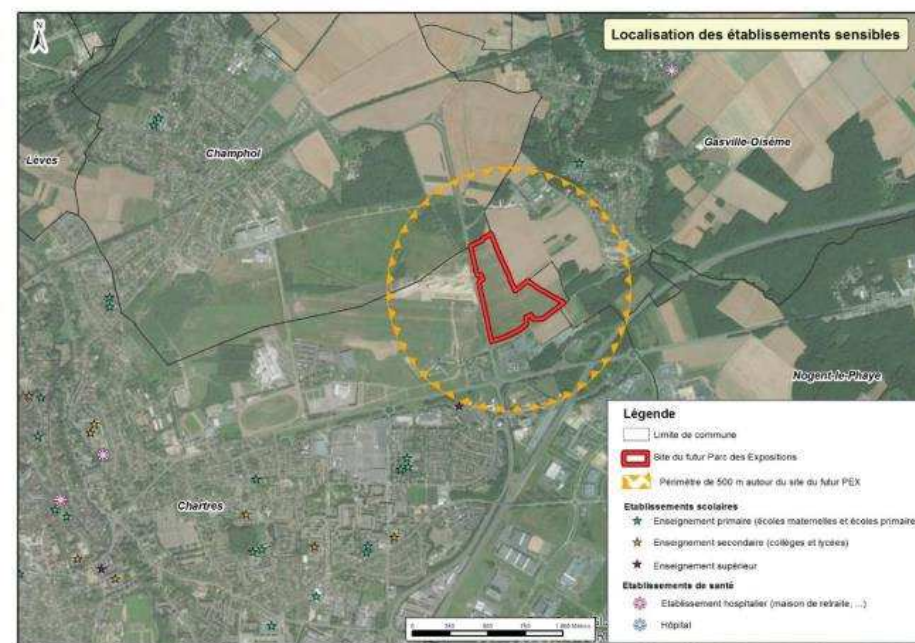 N
Localisation des établissements sensibles
Lèves
Champhol
Gasville-Oisème
Nogent-le-Phaye
Chartres
Légende
Limite de commune
Site du futur Parc des Expositions
Périmètre de 500 m autour du site du futur PEX
Etablissements scolaires
Enseignement primaire (écoles maternelles et écoles primaire
Enseignement secondaire (collèges et lycées)
Enseignement supérieur
Etablissements de santé
Etablissement hospitalier (maison de retraite, ...)
Hôpital